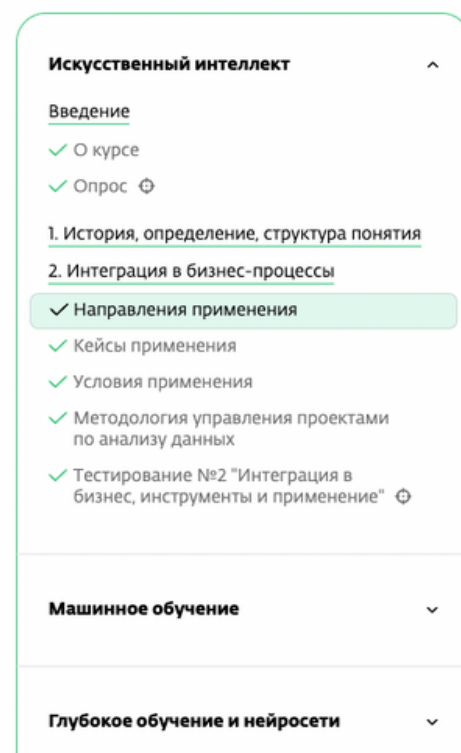 Искусственный интеллект
Введение
О курсе
Опрос
1. История, определение, структура понятия
2. Интеграция в бизнес-процессы
Направления применения
Кейсы применения
Условия применения
Методология управления проектами
по анализу данных
Тестирование №2 "Интеграция в
бизнес, инструменты и применение"
Машинное обучение
Глубокое обучение и нейросети